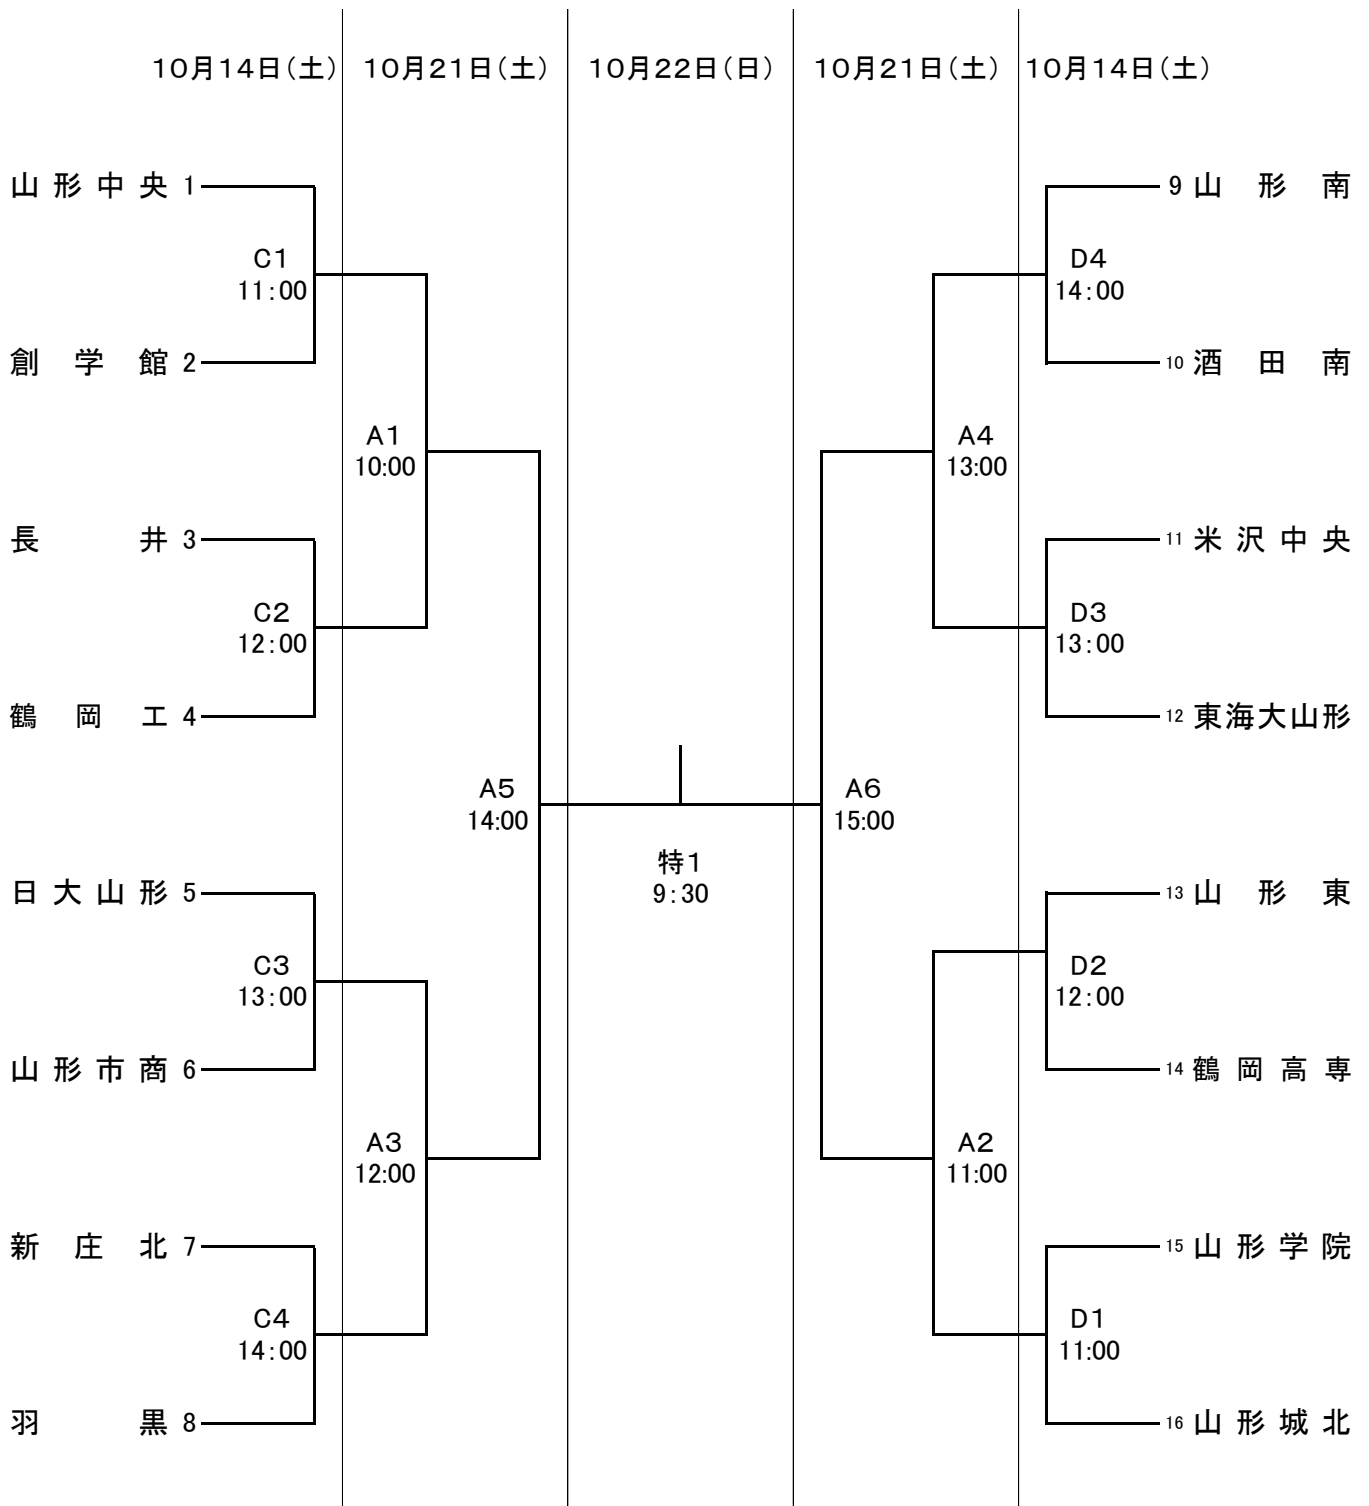 10月14日(土) 10月21日(土) 10月22日(日) 10月21日(土) 10月14日(土)
山形中央 1
9 山形南
C1
11:00
D4
14:00
創学館 2
10 酒田南
A1
10:00
A4
13:00
長井 3
11 米沢中央
C2
12:00
D3
13:00
鶴岡工 4
12 東海大山形
A5
14:00
A6
15:00
特1
9:30
日大山形 5
13 山形東
C3
13:00
D2
12:00
山形市商 6
14 鶴岡高専
A3
12:00
A2
11:00
新庄北 7
15 山形学院
C4
14:00
D1
11:00
羽黒 8
16 山形城北